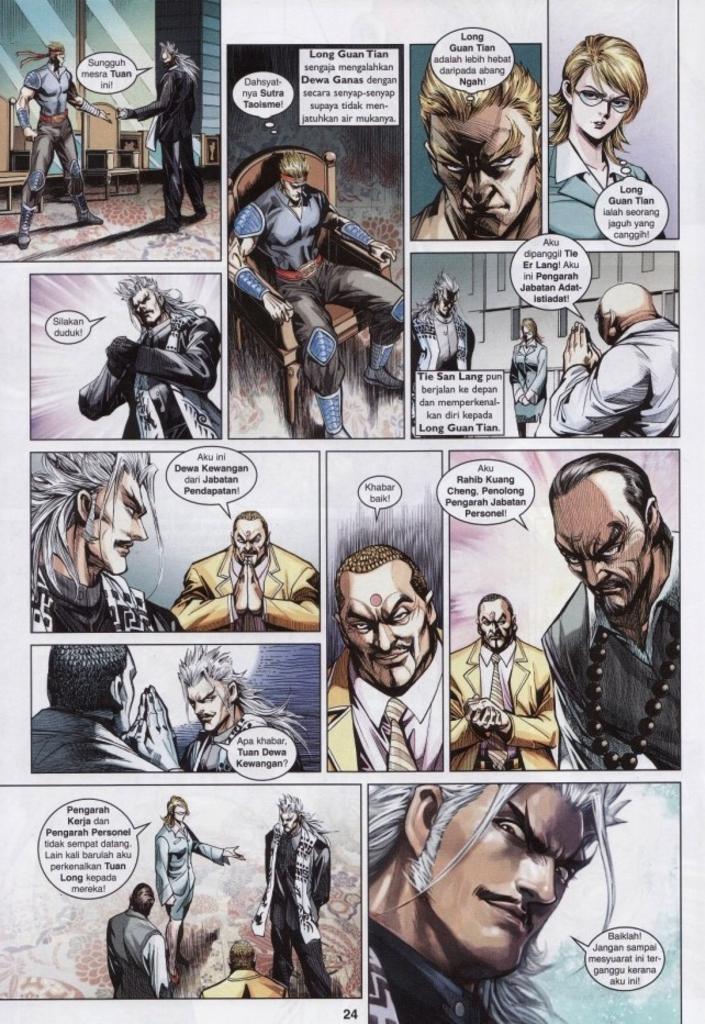 Sungguh
mesra Tuan
ini!
Dahsyat-
nya Sutra
Taoisme!
Long Guan Tian
sengaja mengalahkan
Dewa Ganas dengan
secara senyap-senyap
supaya tidak men-
jatuhkan air mukanya.
Long
Guan Tian
adalah lebih hebat
daripada abang
Ngah!
Long
Guan Tian
ialah seorang
jaguh yang
canggih!
Silakan
duduk!
Aku
dipanggil Tie
Er Lang! Aku
ini Pengarah
Jabatan Adat-
istiadat!
Tie San Lang pun
berjalan ke depan
dan memperkenal-
kan diri kepada
Long Guan Tian.
Aku ini
Dewa Kewangan
dari Jabatan
Pendapatan!
Khabar
baik!
Aku
Rahib Kuang
Cheng, Penolong
Pengarah Jabatan
Personel!
Apa khabar,
Tuan Dewa
Kewangan?
Pengarah
Kerja dan
Pengarah Personel
tidak sempat datang.
Lain kali barulah aku
perkenalkan Tuan
Long kepada
mereka!
Baiklah!
Jangan sampai
mesyuarat ini ter-
ganggu kerana
aku ini!
24